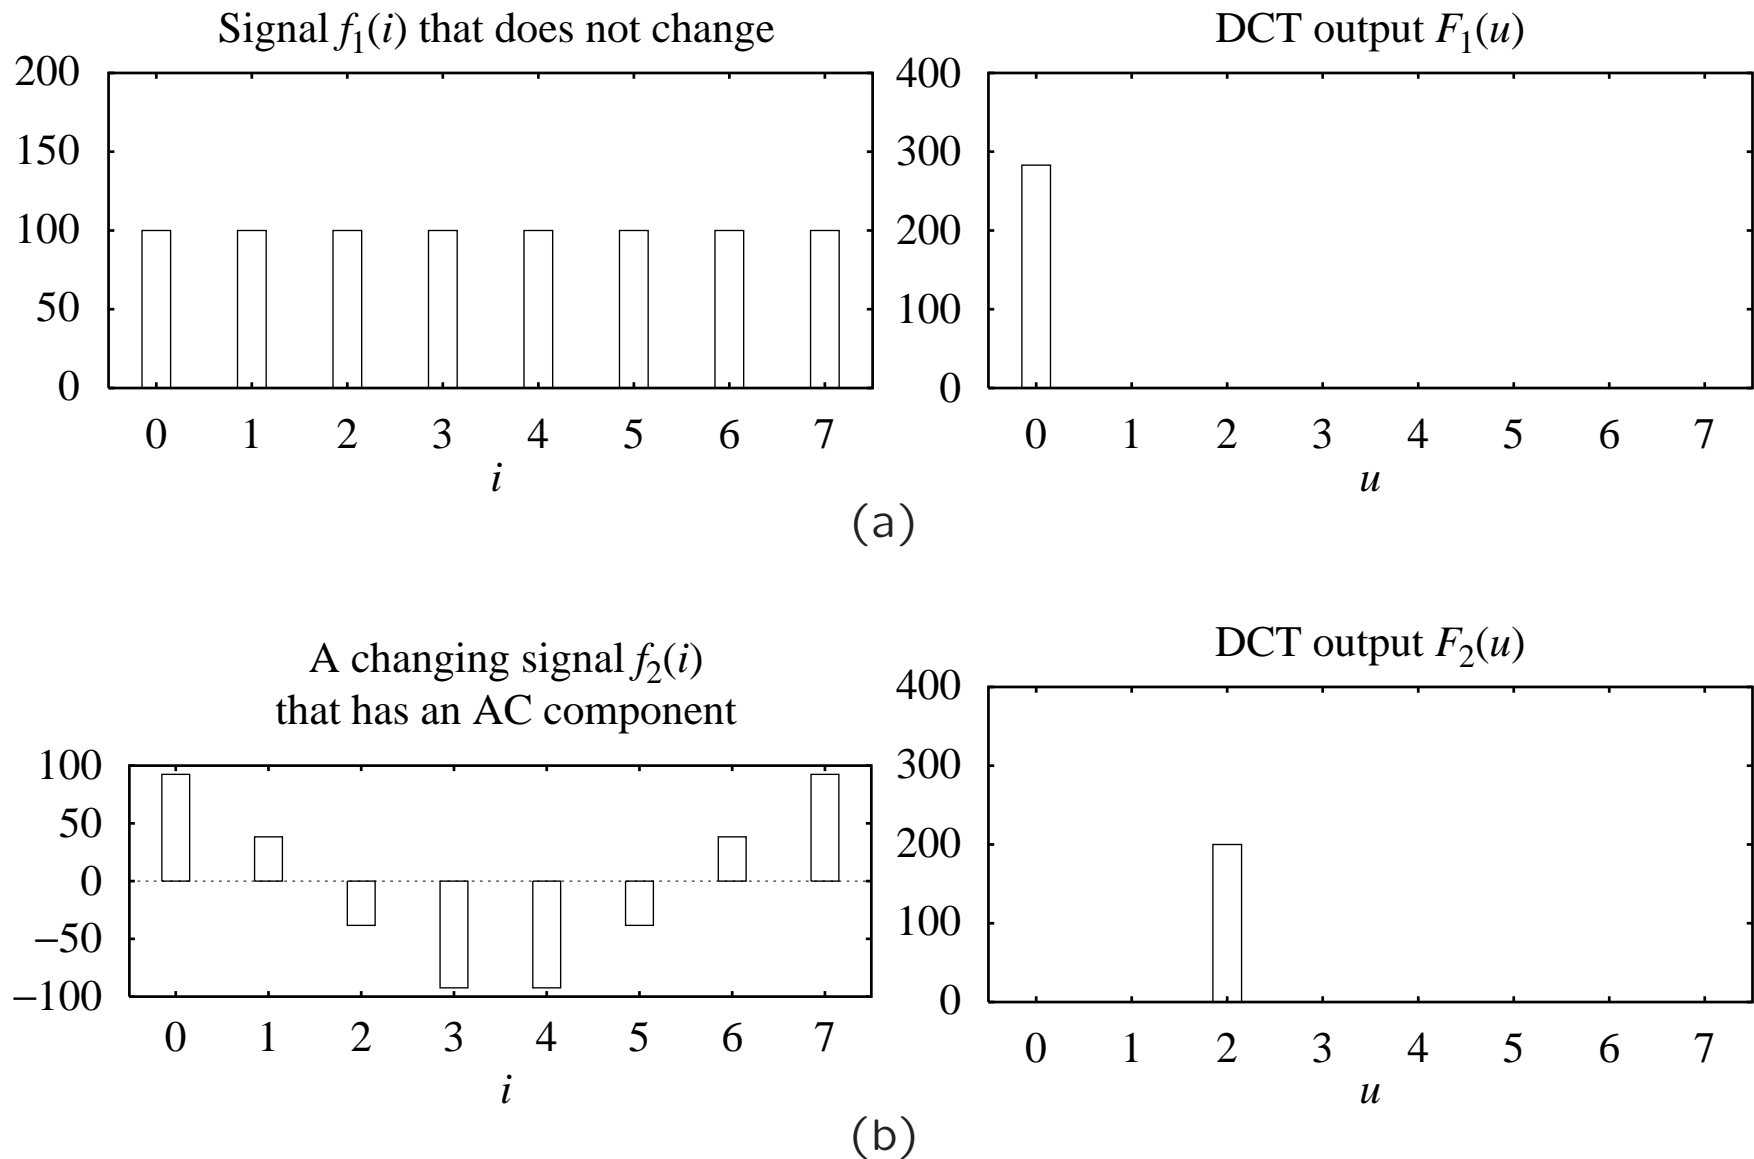 Signal f1(i) that does not change
200
150
100
50
0
0 1 2 3 4 5 6 7
i
DCT output F1(u)
400
300
200
100
0
0 1 2 3 4 5 6 7
u
(a)
A changing signal f2(i)
that has an AC component
100
50
0
−50
−100
0 1 2 3 4 5 6 7
i
DCT output F2(u)
400
300
200
100
0
0 1 2 3 4 5 6 7
u
(b)